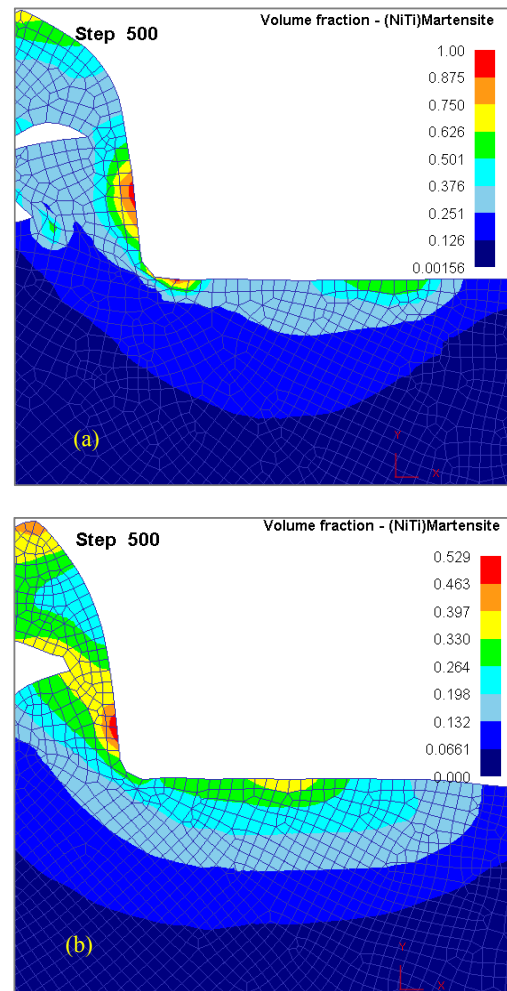 Volume fraction - (NiTi)Martensite
Step 500
1.00
0.875
0.750
0.626
0.501
0.376
0.251
0.126
0.00156
(a)
Y
X
Volume fraction - (NiTi)Martensite
Step 500
0.529
0.463
0.397
0.330
0.264
0.198
0.132
0.0661
0.000
(b)
Y
X